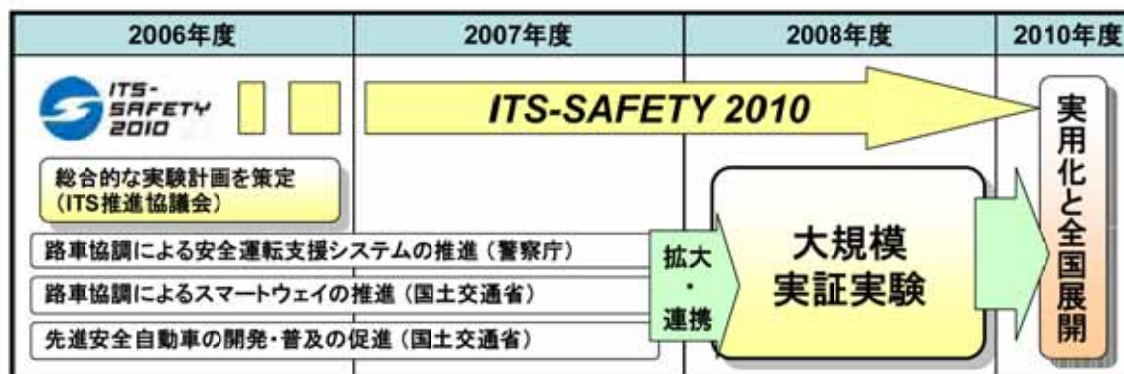 2006年度
2007年度
2008年度
2010年度
ITS-
SAFETY
2010
ITS-SAFETY 2010
総合的な実験計画を策定
(ITS推進協議会)
路車協調による安全運転支援システムの推進(警察庁)
路車協調によるスマートウェイの推進(国土交通省)
先進安全自動車の開発・普及の促進(国土交通省)
拡大
・
連携
大規模
実証実験
実用化と全国展開